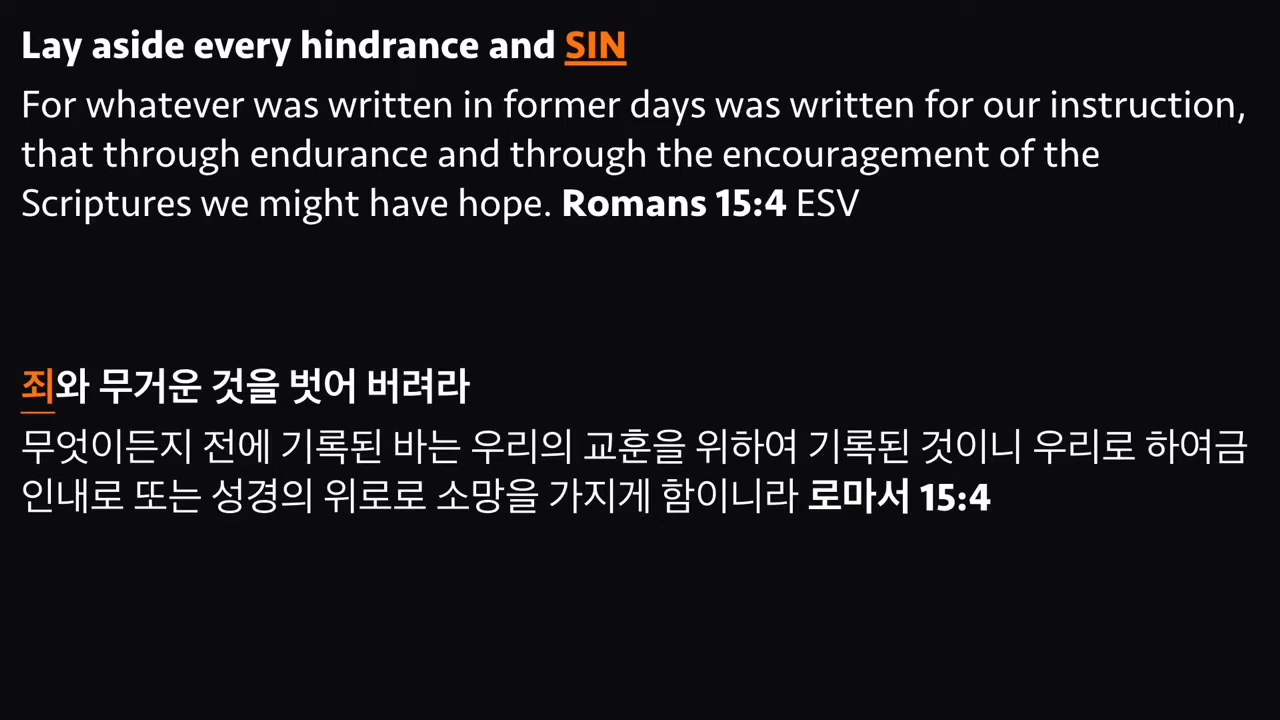 Lay aside every hindrance and SIN
For whatever was written in former days was written for our instruction,
that through endurance and through the encouragement of the
Scriptures we might have hope. Romans 15:4 ESV
죄와 무거운 것을 벗어 버려라
무엇이든지 전에 기록된 바는 우리의 교훈을 위하여 기록된 것이니 우리로 하여금
인내로 또는 성경의 위로로 소망을 가지게 함이니라 로마서 15:4